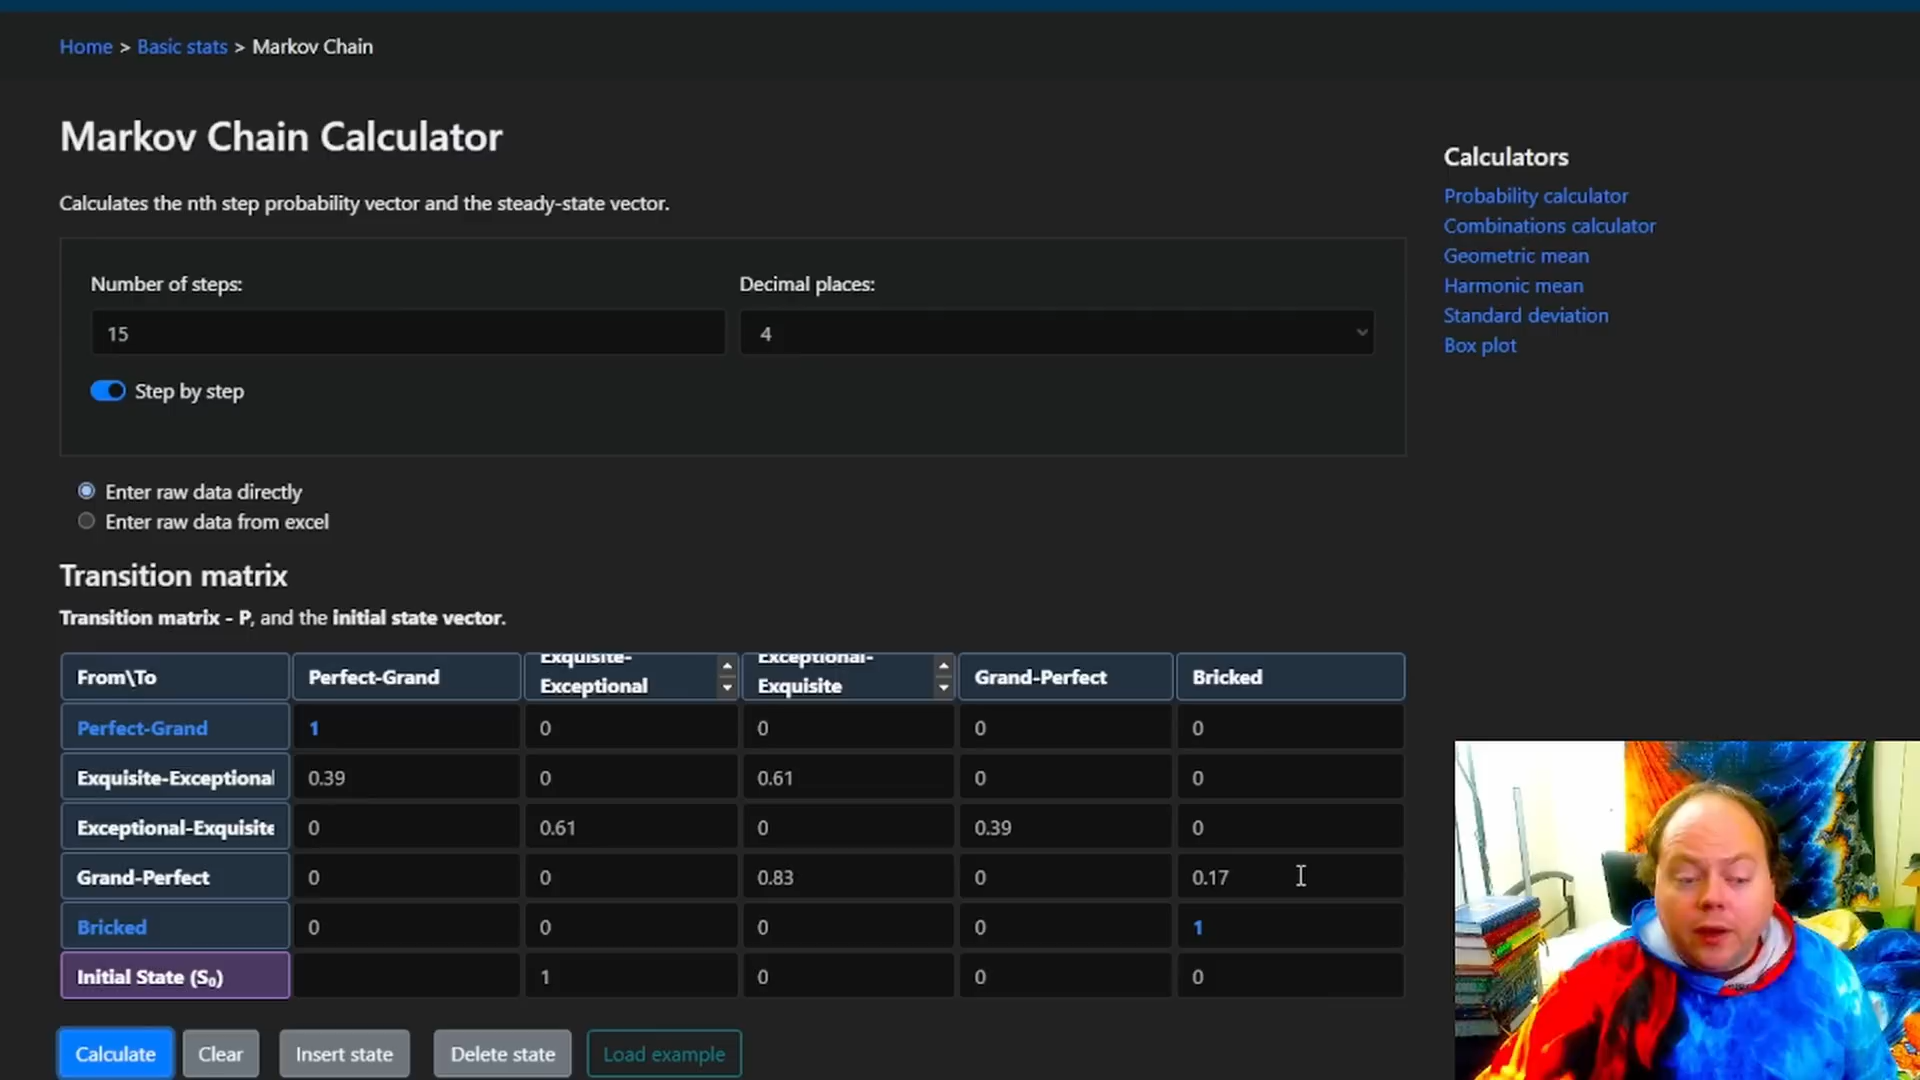 Home > Basic stats > Markov Chain
Markov Chain Calculator
Calculates the nth step probability vector and the steady-state vector.
Number of steps:
15
Decimal places:
4
Step by step
Enter raw data directly
Enter raw data from excel
Transition matrix
Transition matrix - P, and the initial state vector.
From\To Perfect-Grand Exquisite-Exceptional Exceptional-Exquisite Grand-Perfect Bricked
Perfect-Grand 1 0 0 0 0
Exquisite-Exceptional 0.39 0 0.61 0 0
Exceptional-Exquisite 0 0.61 0 0.39 0
Grand-Perfect 0 0 0.83 0 0.17
Bricked 0 0 0 0 1
Initial State (S₀) 1 0 0 0
Calculate Clear Insert state Delete state Load example
Calculators
Probability calculator
Combinations calculator
Geometric mean
Harmonic mean
Standard deviation
Box plot